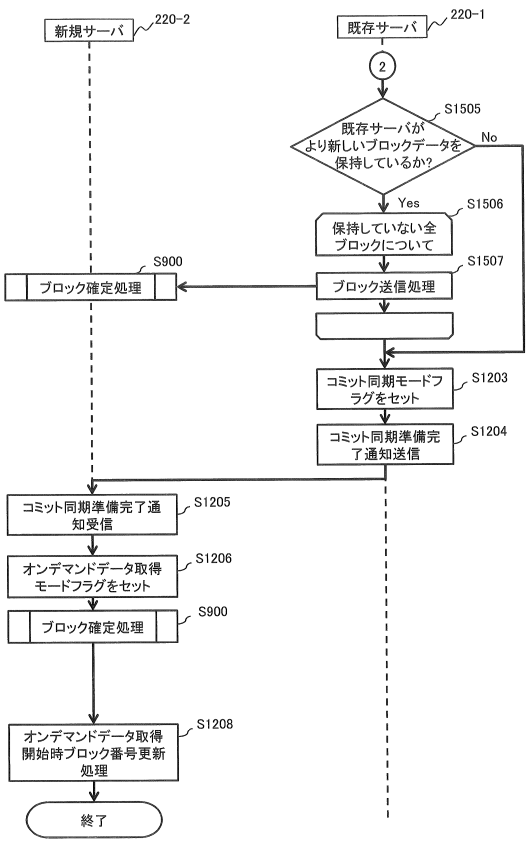 新規サーバ
220-2
既存サーバ
220-1
2
S1505
既存サーバが
より新しいブロックデータを
保持しているか?
No
Yes
S1506
保持していない全
ブロックについて
S1507
ブロック送信処理
S900
ブロック確定処理
S1203
コミット同期モードフ
ラグをセット
S1204
コミット同期準備完
了通知送信
S1205
コミット同期準備完了通
知受信
S1206
オンデマンドデータ取得
モードフラグをセット
S900
ブロック確定処理
S1208
オンデマンドデータ取得
開始時ブロック番号更新
処理
終了